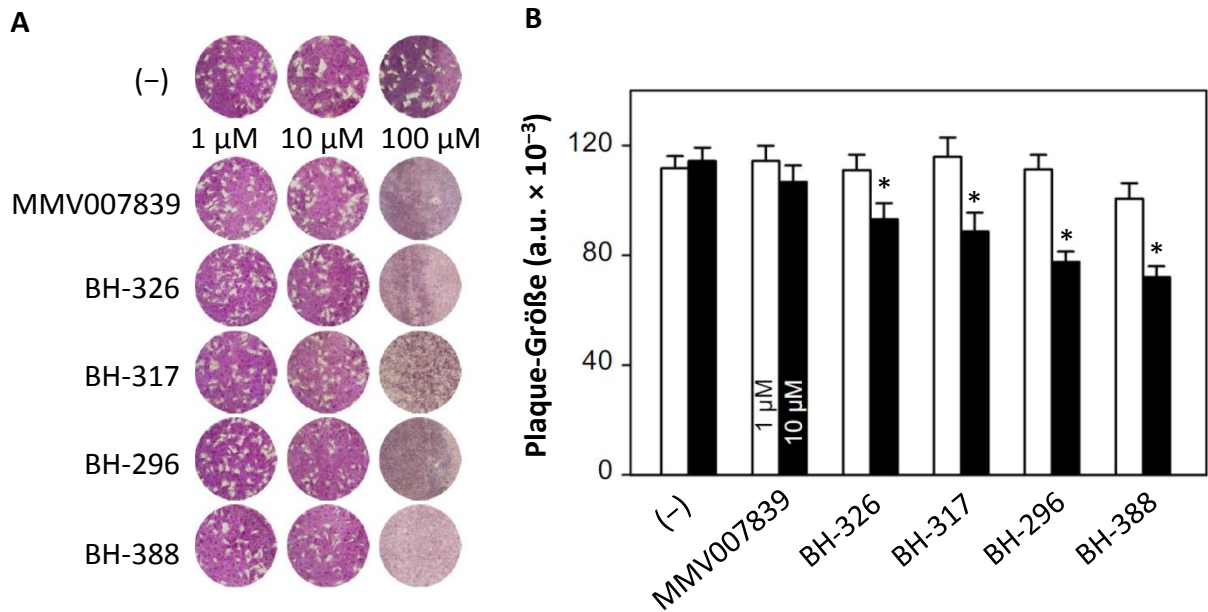 A
(−)
1 µM 10 µM 100 µM
MMV007839
BH-326
BH-317
BH-296
BH-388
B
Plaque-Größe (a.u. × 10⁻³)
120
80
40
0
* * * *
1 µM
10 µM
(−)
MMV007839
BH-326
BH-317
BH-296
BH-388